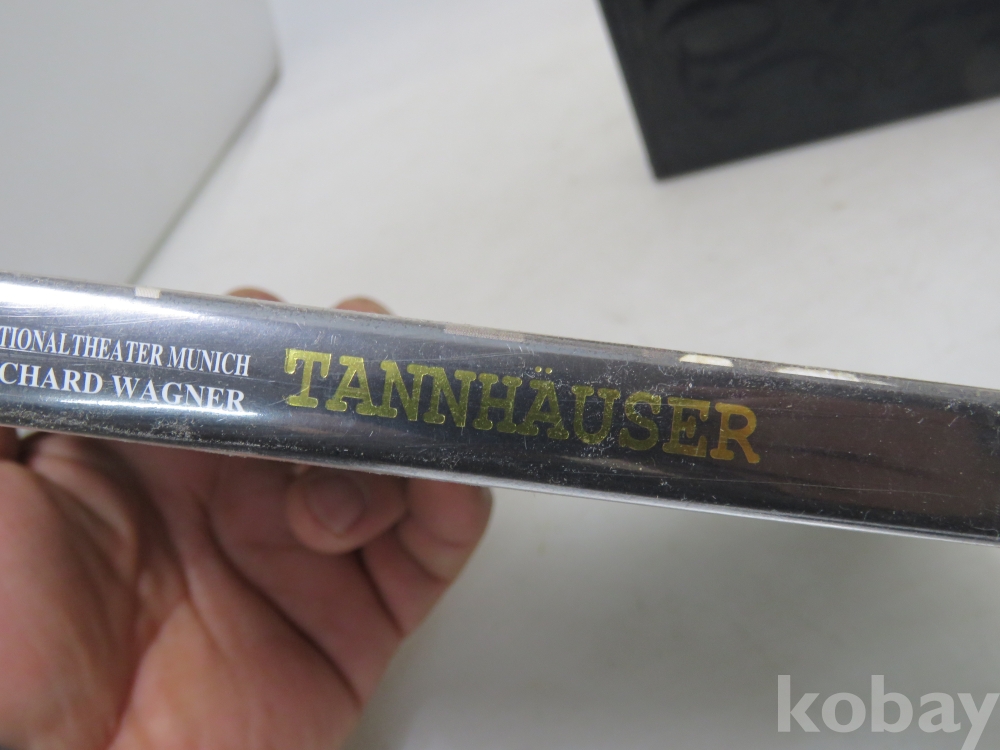 TIONALTHEATER MUNICH
CHARD WAGNER
TANNHÄUSER
kobay